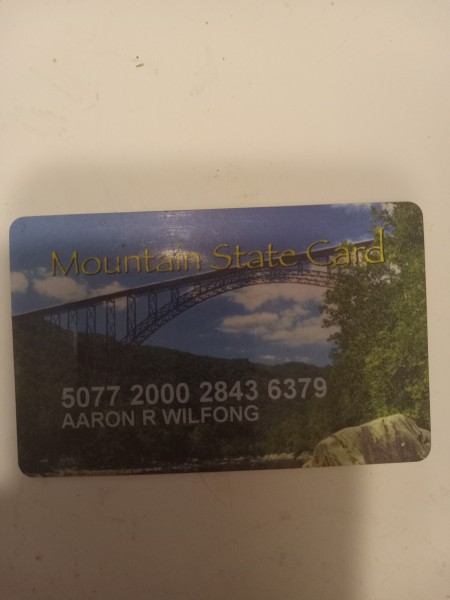 Mountain State Card
5077 2000 2843 6379
AARON R WILFONG